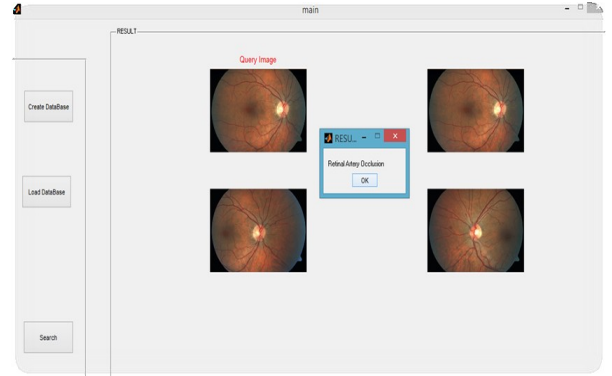 main
RESULT
Query Image
Create DataBase
RESU...
Retinal Artery Occlusion
OK
Load DataBase
Search